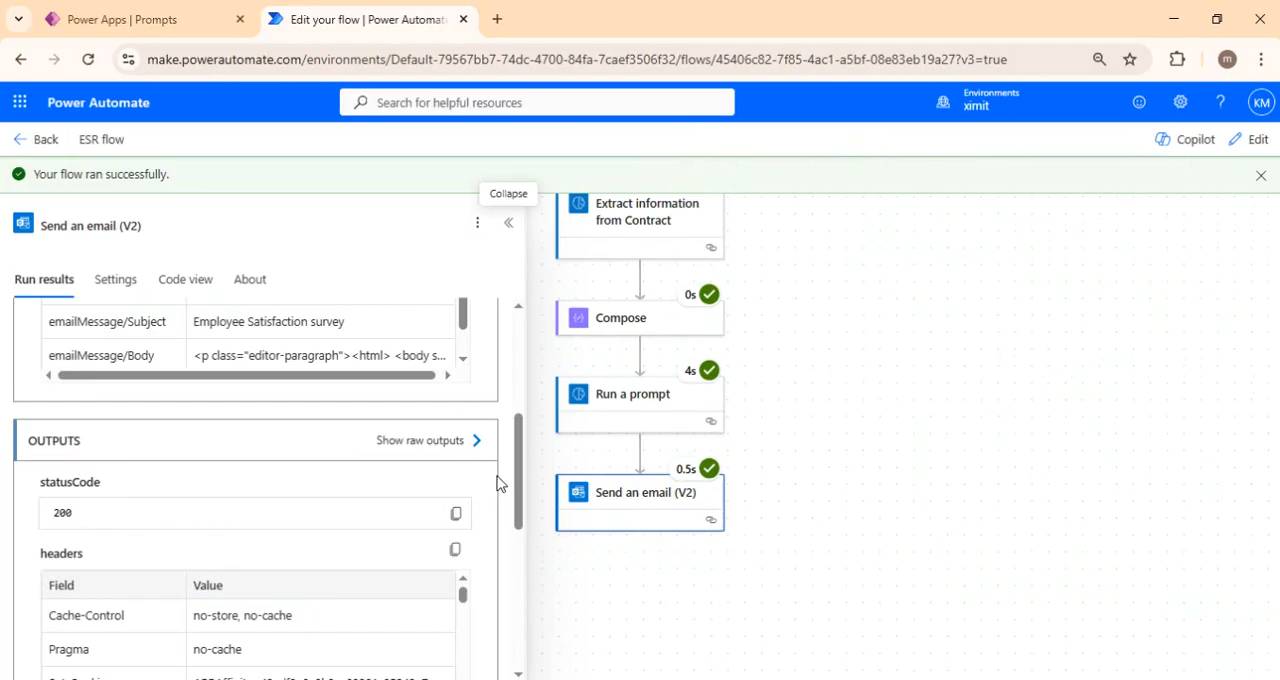 Power Apps | Prompts
Edit your flow | Power Automate
make.powerautomate.com/environments/Default-79567bb7-74dc-4700-84fa-7caef3506f32/flows/45406c82-7f85-4ac1-a5bf-08e83eb19a27?v3=true
m
Power Automate
Search for helpful resources
Environments
ximit
?
KM
Back
ESR flow
Copilot
Edit
Your flow ran successfully.
Collapse
Send an email (V2)
Run results
Settings
Code view
About
emailMessage/Subject
Employee Satisfaction survey
emailMessage/Body
<p class="editor-paragraph"><html> <body s...
OUTPUTS
Show raw outputs
statusCode
200
headers
Field
Value
Cache-Control
no-store, no-cache
Pragma
no-cache
Extract information
from Contract
0s
Compose
4s
Run a prompt
0.5s
Send an email (V2)